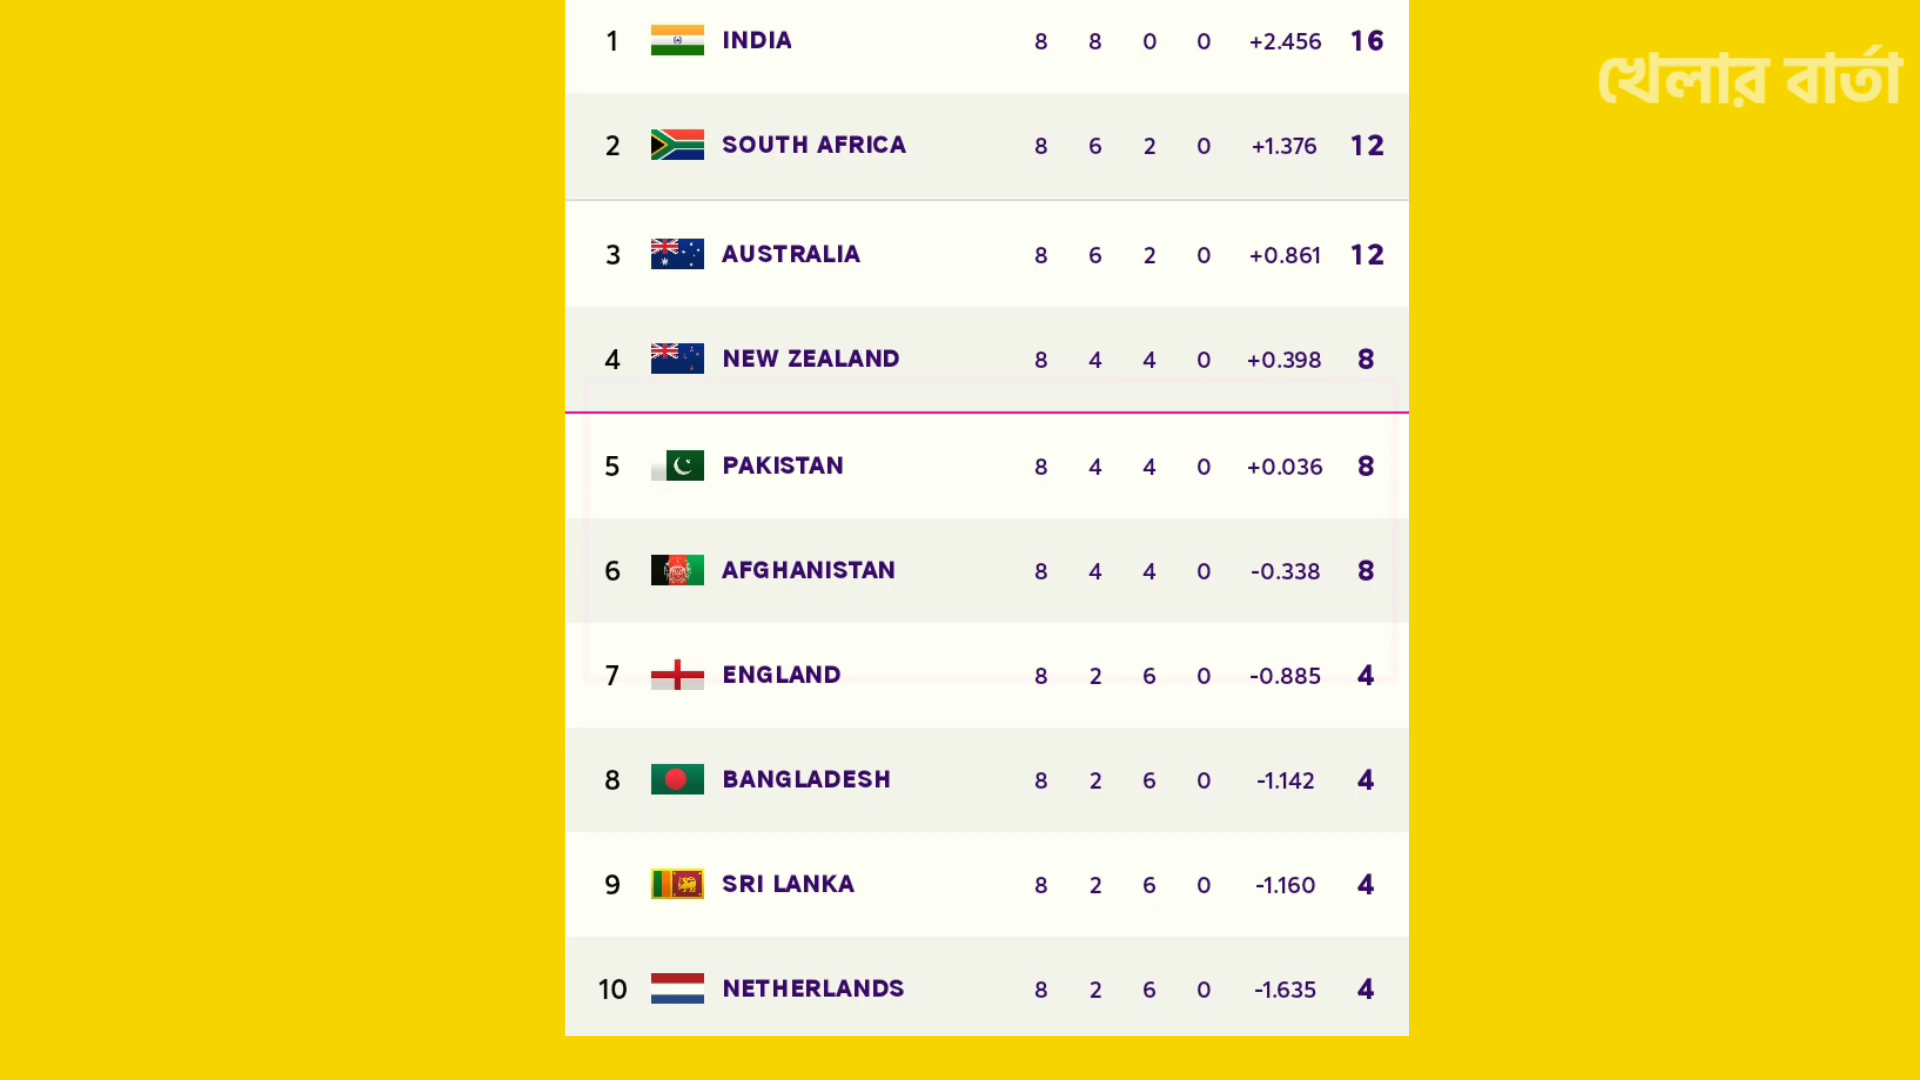 1 INDIA 8 8 0 0 +2.456 16
খেলার বার্তা
2 SOUTH AFRICA 8 6 2 0 +1.376 12
3 AUSTRALIA 8 6 2 0 +0.861 12
4 NEW ZEALAND 8 4 4 0 +0.398 8
5 PAKISTAN 8 4 4 0 +0.036 8
6 AFGHANISTAN 8 4 4 0 -0.338 8
7 ENGLAND 8 2 6 0 -0.885 4
8 BANGLADESH 8 2 6 0 -1.142 4
9 SRI LANKA 8 2 6 0 -1.160 4
10 NETHERLANDS 8 2 6 0 -1.635 4